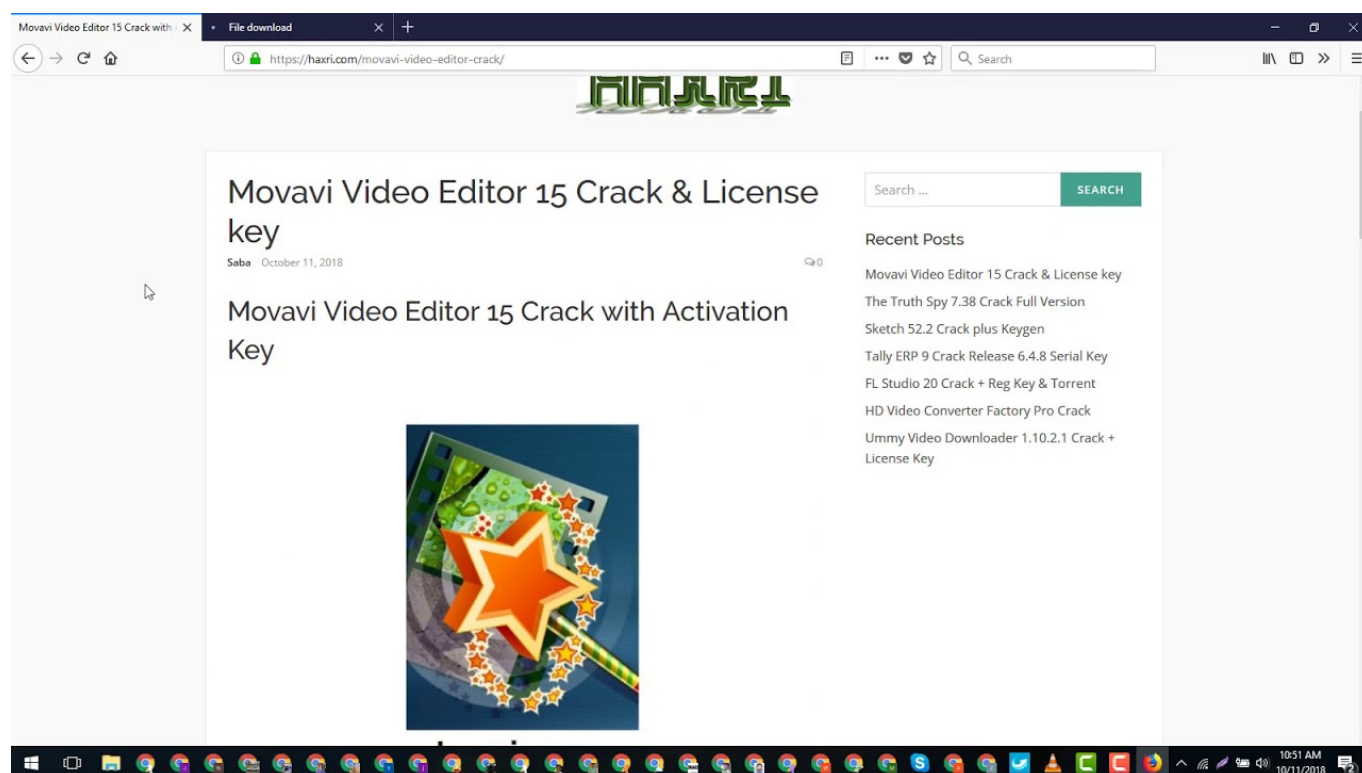 Movavi Video Editor 15 Crack with
File download
https://haxri.com/movavi-video-editor-crack/
Search
HAXRI
Movavi Video Editor 15 Crack & License
key
Saba October 11, 2018
0
Movavi Video Editor 15 Crack with Activation
Key
Search ...
SEARCH
Recent Posts
Movavi Video Editor 15 Crack & License key
The Truth Spy 7.38 Crack Full Version
Sketch 52.2 Crack plus Keygen
Tally ERP 9 Crack Release 6.4.8 Serial Key
FL Studio 20 Crack + Reg Key & Torrent
HD Video Converter Factory Pro Crack
Ummy Video Downloader 1.10.2.1 Crack +
License Key
10:51 AM
10/11/2018